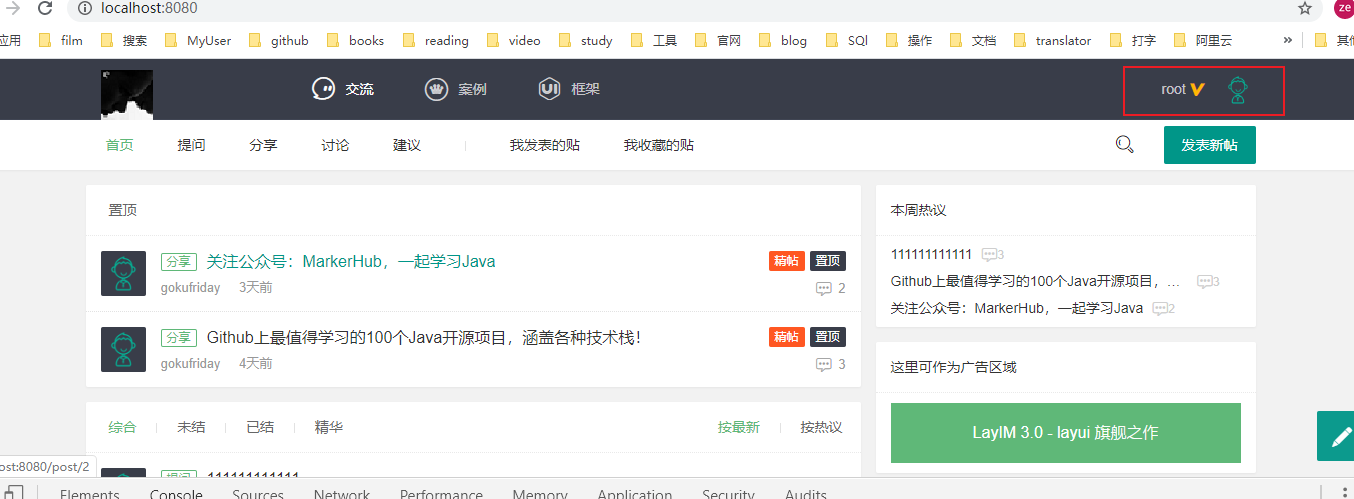 localhost:8080
ze
应用 film 搜索 MyUser github books reading video study 工具 官网 blog SQl 操作 文档 translator 打字 阿里云 » 其他
交流 案例 UI 框架 root
首页 提问 分享 讨论 建议 我发表的贴 我收藏的贴 发表新帖
置顶
分享 关注公众号：MarkerHub，一起学习Java 精帖 置顶
gokufriday 3天前 2
分享 Github上最值得学习的100个Java开源项目，涵盖各种技术栈！ 精帖 置顶
gokufriday 4天前 3
综合 未结 已结 精华 按最新 按热议
提问 111111111111
本周热议
111111111111 3
Github上最值得学习的100个Java开源项目，... 3
关注公众号：MarkerHub，一起学习Java 2
这里可作为广告区域
LayIM 3.0 - layui 旗舰之作
ost:8080/post/2
Elements Console Sources Network Performance Memory Application Security Audits